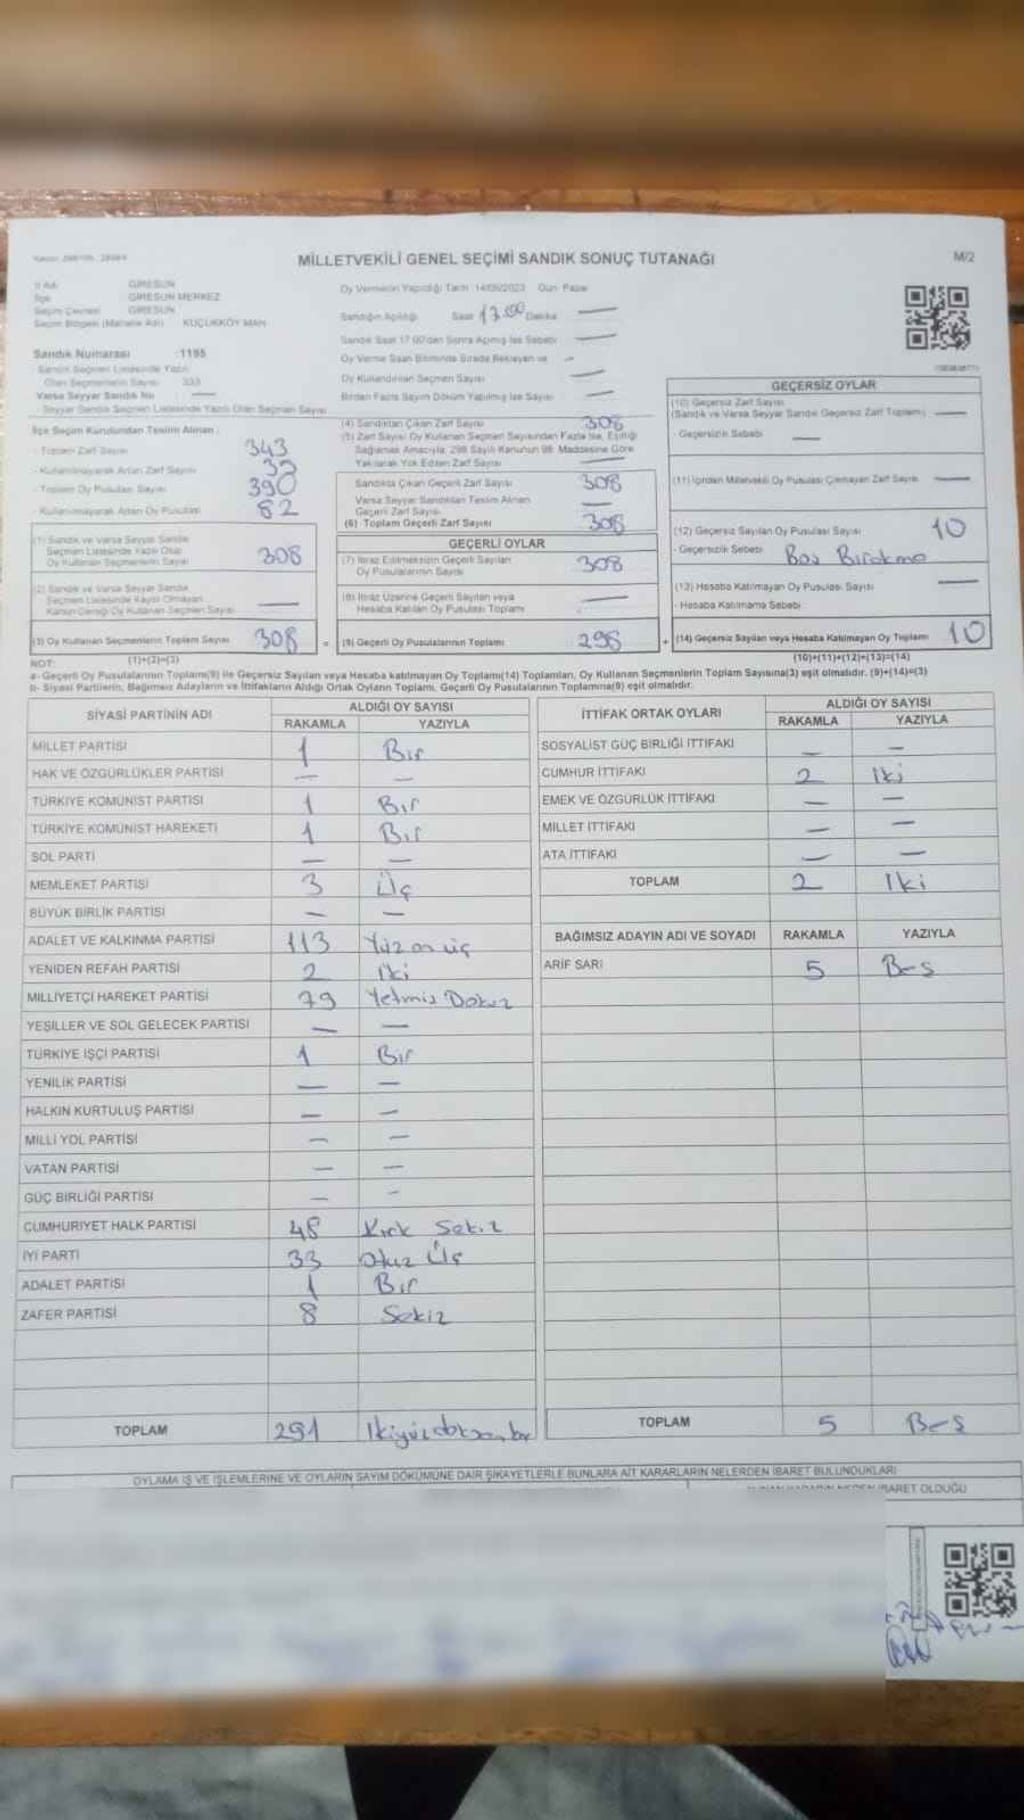 MİLLETVEKİLİ GENEL SEÇİMİ SANDIK SONUÇ TUTANAĞI
M/2
İl Adı GİRESUN
İlçe GİRESUN MERKEZ
Seçim Çevresi GİRESUN
Seçim Bölgesi (Mahalle Adı) KÜÇÜKKÖY MAH.
Sandık Numarası :1195
Sandık Seçmen Listesinde Yazılı
Olan Seçmenlerin Sayısı 333
Varsa Seyyar Sandık No
Seyyar Sandık Seçmen Listesinde Yazılı Olan Seçmen Sayısı
Oy Vermenin Yapıldığı Tarih :14/05/2023 Gün: Pazar
Sandığın Açılışı Saat 17:00 Dakika —
Sandık Saat 17.00'dan Sonra Açılmış İse Sebebi —
Oy Verme Saati Bitiminde Sırada Bekleyen ve -
Oy Kullandırılan Seçmen Sayısı —
Birden Fazla Sayım Döküm Yapılmış İse Sayısı —
İlçe Seçim Kurulundan Teslim Alınan :
- Toplam Zarf Sayısı 343
- Kullanılmayarak Artan Zarf Sayısı
- Toplam Oy Pusulası Sayısı 390
- Kullanılmayarak Artan Oy Pusulası 82
(1) Sandık ve Varsa Seyyar Sandık
Seçmen Listesinde Yazılı Olup
Oy Kullanan Seçmenlerin Sayısı 308
(2) Sandık ve Varsa Seyyar Sandık
Seçmen Listesinde Kayıtlı Olmayan
Kanun Gereği Oy Kullanan Seçmen Sayısı —
(3) Oy Kullanan Seçmenlerin Toplam Sayısı 308
(4) Sandıktan Çıkan Zarf Sayısı 308
(5) Zarf Sayısı Oy Kullanan Seçmen Sayısından Fazla İse, Eşitliği
Sağlamak Amacıyla; 298 Sayılı Kanunun 98. Maddesine Göre
Yakılarak Yok Edilen Zarf Sayısı —
Sandıkta Çıkan Geçerli Zarf Sayısı 308
Varsa Seyyar Sandıktan Teslim Alınan
Geçerli Zarf Sayısı —
(6) Toplam Geçerli Zarf Sayısı 308
GEÇERLİ OYLAR
(7) İtiraz Edilmeksizin Geçerli Sayılan
Oy Pusulalarının Sayısı 308
(8) İtiraz Üzerine Geçerli Sayılan veya
Hesaba Katılan Oy Pusulası Toplamı —
= (9) Geçerli Oy Pusulalarının Toplamı 298
GEÇERSİZ OYLAR
(10) Geçersiz Zarf Sayısı
(Sandık ve Varsa Seyyar Sandık Geçersiz Zarf Toplamı) —
- Geçersizlik Sebebi —
(11) İçinden Milletvekili Oy Pusulası Çıkmayan Zarf Sayısı —
(12) Geçersiz Sayılan Oy Pusulası Sayısı 10
- Geçersizlik Sebebi Boş Bırakma
(13) Hesaba Katılmayan Oy Pusulası Sayısı —
- Hesaba Katılmama Sebebi
+ (14) Geçersiz Sayılan veya Hesaba Katılmayan Oy Toplamı 10
NOT: (1)+(2)=(3) (10)+(11)+(12)+(13)=(14)
a- Geçerli Oy Pusulalarının Toplamı(9) ile Geçersiz Sayılan veya Hesaba katılmayan Oy Toplamı(14) Toplamları, Oy Kullanan Seçmenlerin Toplam Sayısına(3) eşit olmalıdır. (9)+(14)=(3)
b- Siyasi Partilerin, Bağımsız Adayların ve İttifakların Aldığı Ortak Oyların Toplamı, Geçerli Oy Pusulalarının Toplamına(9) eşit olmalıdır.
SİYASİ PARTİNİN ADI ALDIĞI OY SAYISI
RAKAMLA YAZIYLA
MİLLET PARTİSİ 1 Bir
HAK VE ÖZGÜRLÜKLER PARTİSİ — —
TÜRKİYE KOMÜNİST PARTİSİ 1 Bir
TÜRKİYE KOMÜNİST HAREKETİ 1 Bir
SOL PARTİ — —
MEMLEKET PARTİSİ 3 Üç
BÜYÜK BİRLİK PARTİSİ — —
ADALET VE KALKINMA PARTİSİ 113 Yüz on üç
YENİDEN REFAH PARTİSİ 2 İki
MİLLİYETÇİ HAREKET PARTİSİ 79 Yetmiş Dokuz
YEŞİLLER VE SOL GELECEK PARTİSİ — —
TÜRKİYE İŞÇİ PARTİSİ 1 Bir
YENİLİK PARTİSİ — —
HALKIN KURTULUŞ PARTİSİ — —
MİLLİ YOL PARTİSİ — —
VATAN PARTİSİ — —
GÜÇ BİRLİĞİ PARTİSİ — -
CUMHURİYET HALK PARTİSİ 48 Kırk Sekiz
İYİ PARTİ 33 Otuz Üç
ADALET PARTİSİ 1 Bir
ZAFER PARTİSİ 8 Sekiz
TOPLAM 291 İkiyüzdoksanbir
İTTİFAK ORTAK OYLARI ALDIĞI OY SAYISI
RAKAMLA YAZIYLA
SOSYALİST GÜÇ BİRLİĞİ İTTİFAKI — —
CUMHUR İTTİFAKI 2 İki
EMEK VE ÖZGÜRLÜK İTTİFAKI — —
MİLLET İTTİFAKI — —
ATA İTTİFAKI — —
TOPLAM 2 İki
BAĞIMSIZ ADAYIN ADI VE SOYADI RAKAMLA YAZIYLA
ARİF SARI 5 Beş
TOPLAM 5 Beş
OYLAMA İŞ VE İŞLEMLERİNE VE OYLARIN SAYIM DÖKÜMÜNE DAİR ŞİKAYETLERLE BUNLARA AİT KARARLARIN NELERDEN İBARET BULUNDUKLARI
İBARET OLDUĞU